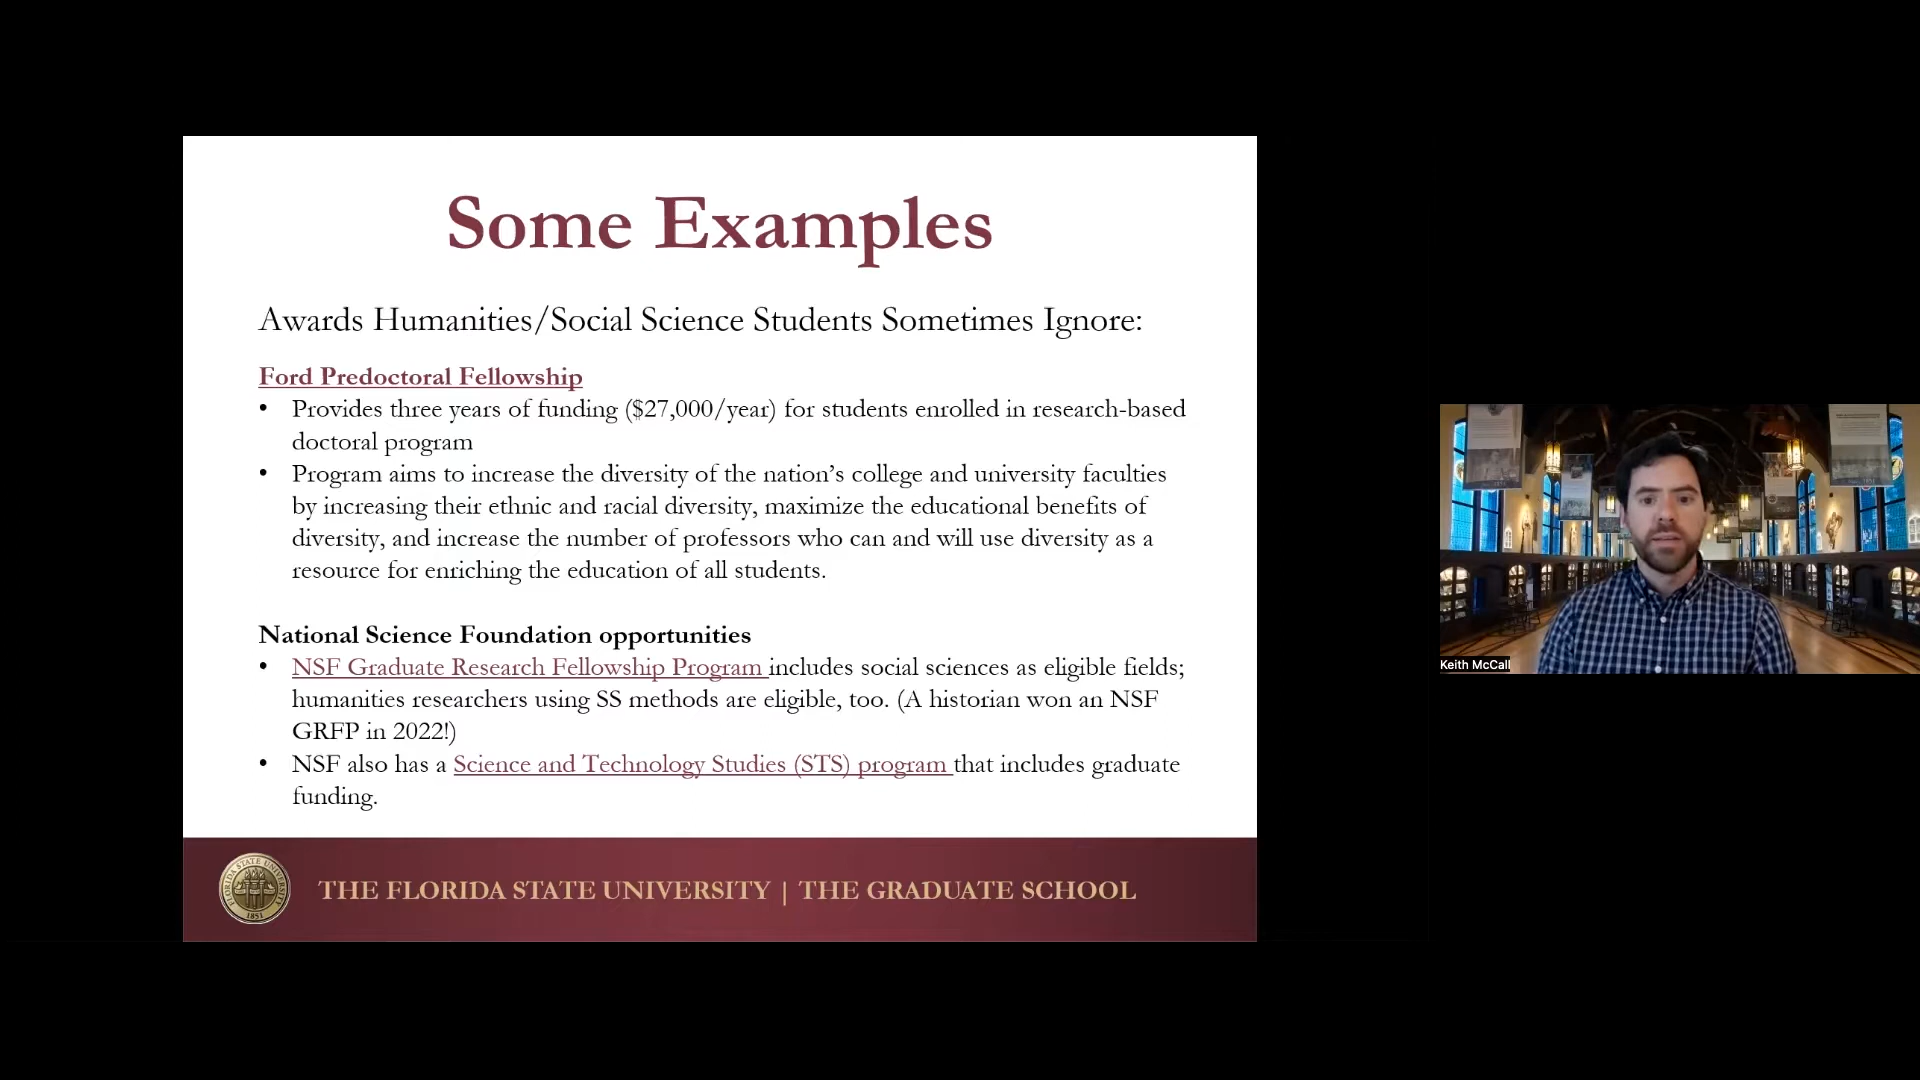 Some Examples
Awards Humanities/Social Science Students Sometimes Ignore:
Ford Predoctoral Fellowship
• Provides three years of funding ($27,000/year) for students enrolled in research-based
doctoral program
• Program aims to increase the diversity of the nation’s college and university faculties
by increasing their ethnic and racial diversity, maximize the educational benefits of
diversity, and increase the number of professors who can and will use diversity as a
resource for enriching the education of all students.
National Science Foundation opportunities
• NSF Graduate Research Fellowship Program includes social sciences as eligible fields;
humanities researchers using SS methods are eligible, too. (A historian won an NSF
GRFP in 2022!)
• NSF also has a Science and Technology Studies (STS) program that includes graduate
funding.
FLORIDA STATE UNIVERSITY
1851
THE FLORIDA STATE UNIVERSITY | THE GRADUATE SCHOOL
Keith McCall